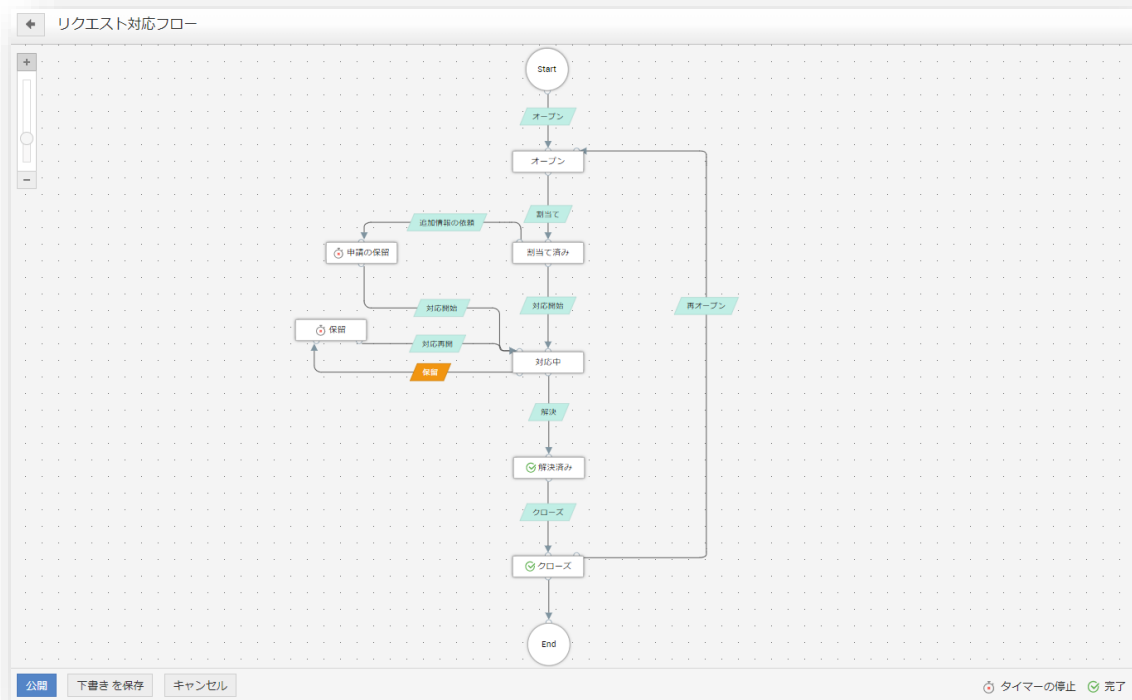 リクエスト対応フロー
+
−
Start
オープン
オープン
割当て
追加情報の依頼
申請の保留
割当て済み
対応開始
対応開始
再オープン
保留
対応再開
対応中
保留
解決
解決済み
クローズ
クローズ
End
公開
下書き を保存
キャンセル
タイマーの停止
完了